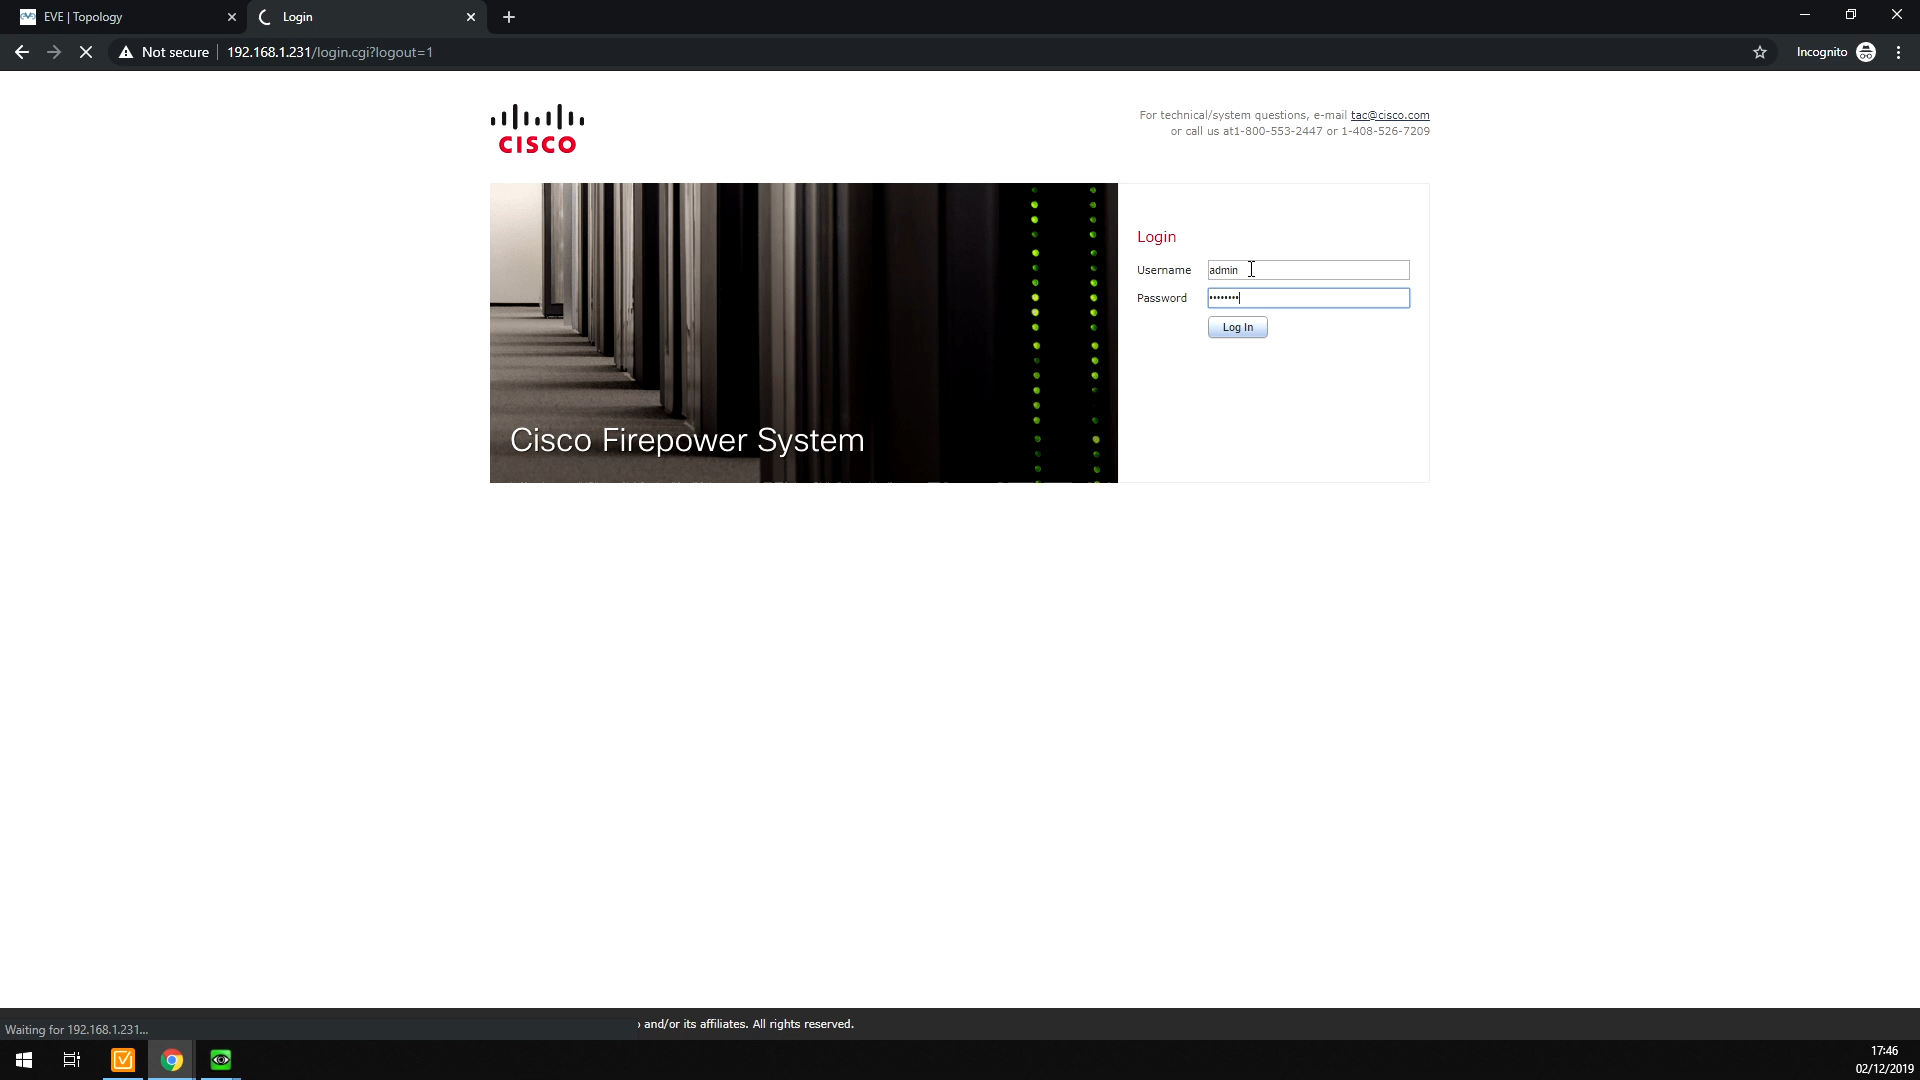 EVE | Topology
Login
Not secure
192.168.1.231/login.cgi?logout=1
Incognito
CISCO
For technical/system questions, e-mail tac@cisco.com
or call us at1-800-553-2447 or 1-408-526-7209
Login
Username
admin
Password
••••••••
Log In
Cisco Firepower System
Waiting for 192.168.1.231...
and/or its affiliates. All rights reserved.
17:46
02/12/2019